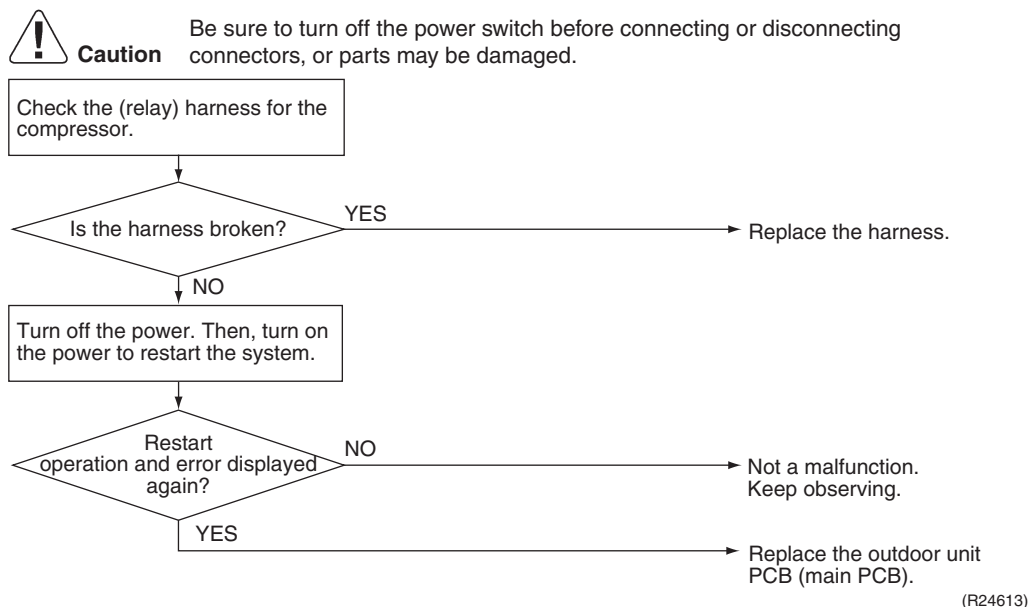 Be sure to turn off the power switch before connecting or disconnecting
Caution connectors, or parts may be damaged.
Check the (relay) harness for the
compressor.
Is the harness broken?
YES
Replace the harness.
NO
Turn off the power. Then, turn on
the power to restart the system.
Restart
operation and error displayed
again?
NO
Not a malfunction.
Keep observing.
YES
Replace the outdoor unit
PCB (main PCB).
(R24613)